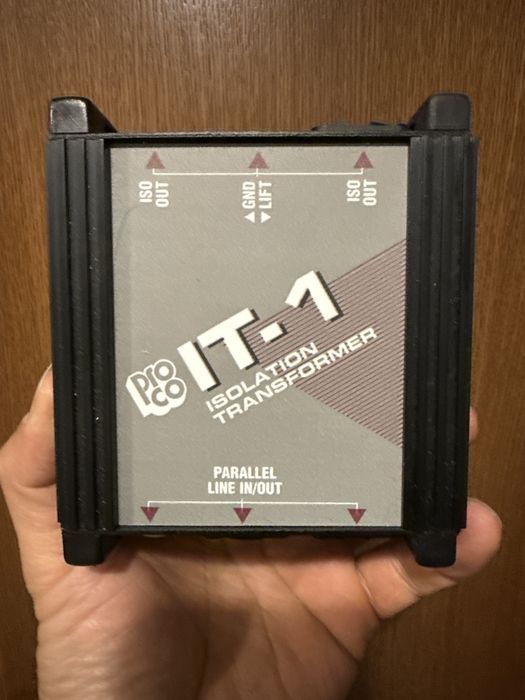 ISO
OUT
◀GND
LIFT▶
ISO
OUT
pro
co
IT-1
ISOLATION
TRANSFORMER
PARALLEL
LINE IN/OUT